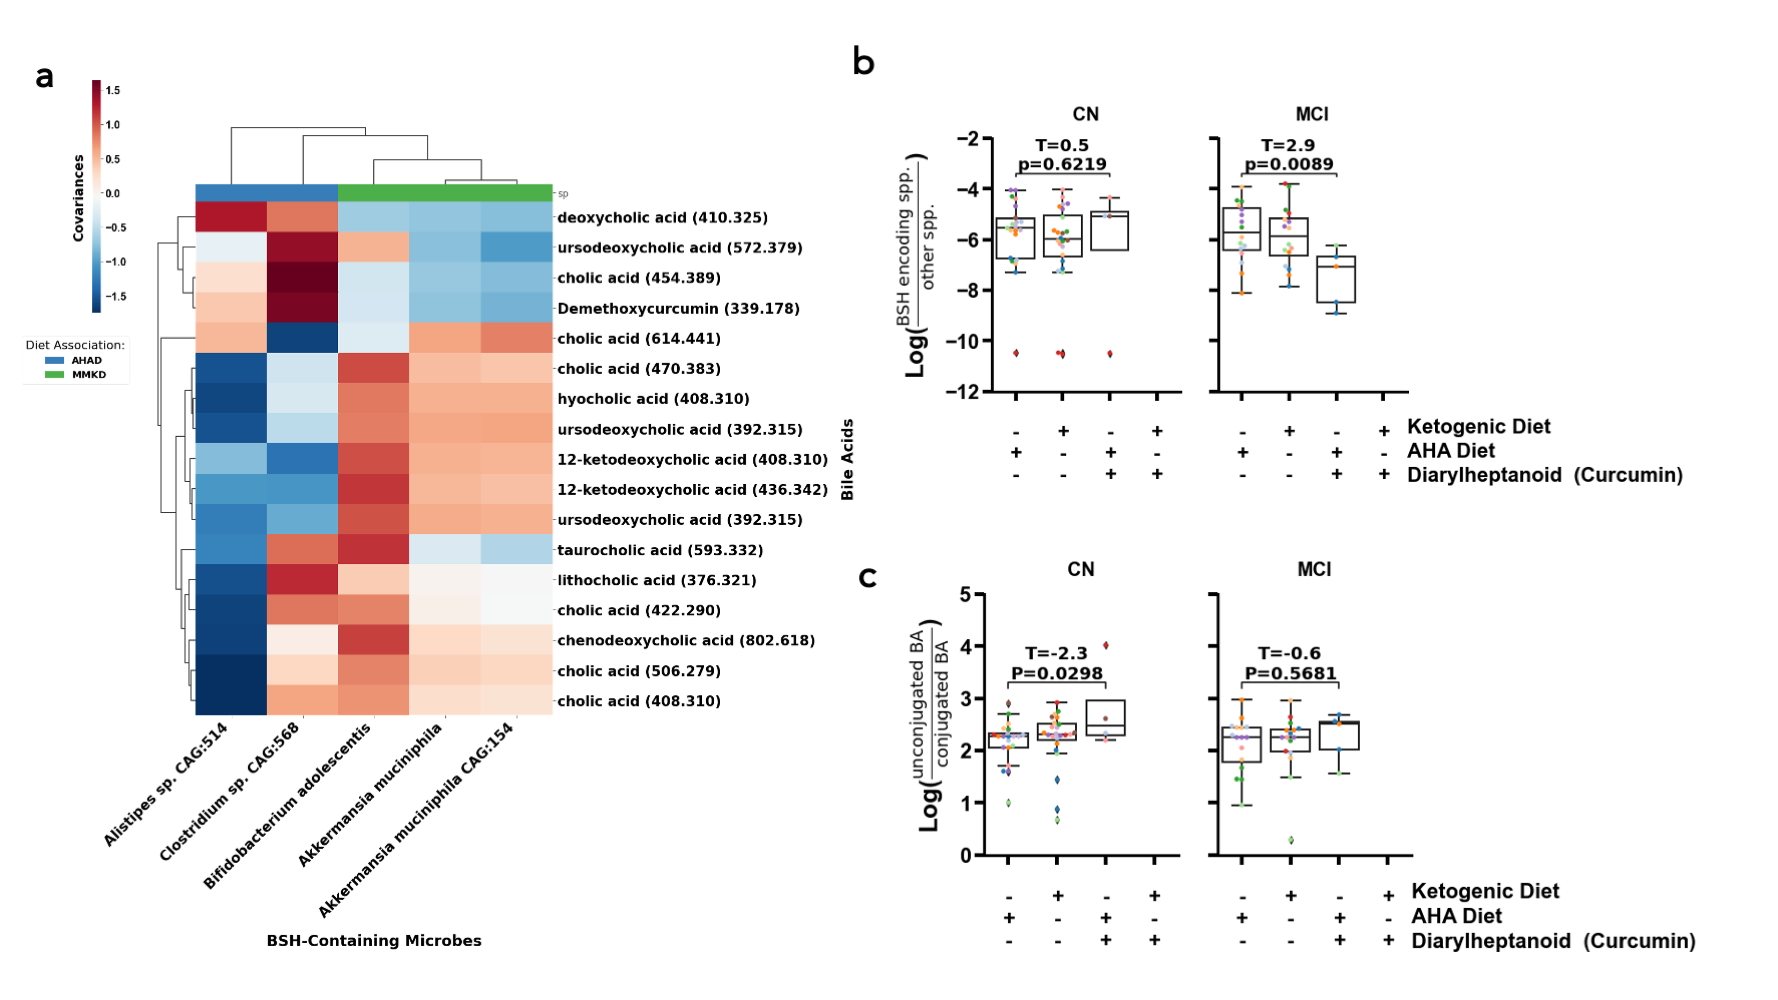 a
1.5
1.0
0.5
0.0
−0.5
−1.0
−1.5
Covariances
Diet Association:
AHAD
MMKD
sp
deoxycholic acid (410.325)
ursodeoxycholic acid (572.379)
cholic acid (454.389)
Demethoxycurcumin (339.178)
cholic acid (614.441)
cholic acid (470.383)
hyocholic acid (408.310)
ursodeoxycholic acid (392.315)
12-ketodeoxycholic acid (408.310)
12-ketodeoxycholic acid (436.342)
ursodeoxycholic acid (392.315)
taurocholic acid (593.332)
lithocholic acid (376.321)
cholic acid (422.290)
chenodeoxycholic acid (802.618)
cholic acid (506.279)
cholic acid (408.310)
Bile Acids
Alistipes sp. CAG:514
Clostridium sp. CAG:568
Bifidobacterium adolescentis
Akkermansia muciniphila
Akkermansia muciniphila CAG:154
BSH-Containing Microbes
b
CN
MCI
Log(BSH encoding spp. / other spp.)
−2
−4
−6
−8
−10
−12
T=0.5
p=0.6219
T=2.9
p=0.0089
- + - + - + - + Ketogenic Diet
+ - + - + - + - AHA Diet
- - + + - - + + Diarylheptanoid (Curcumin)
c
CN
MCI
Log(unconjugated BA / conjugated BA)
5
4
3
2
1
0
T=-2.3
P=0.0298
T=-0.6
P=0.5681
- + - + - + - + Ketogenic Diet
+ - + - + - + - AHA Diet
- - + + - - + + Diarylheptanoid (Curcumin)